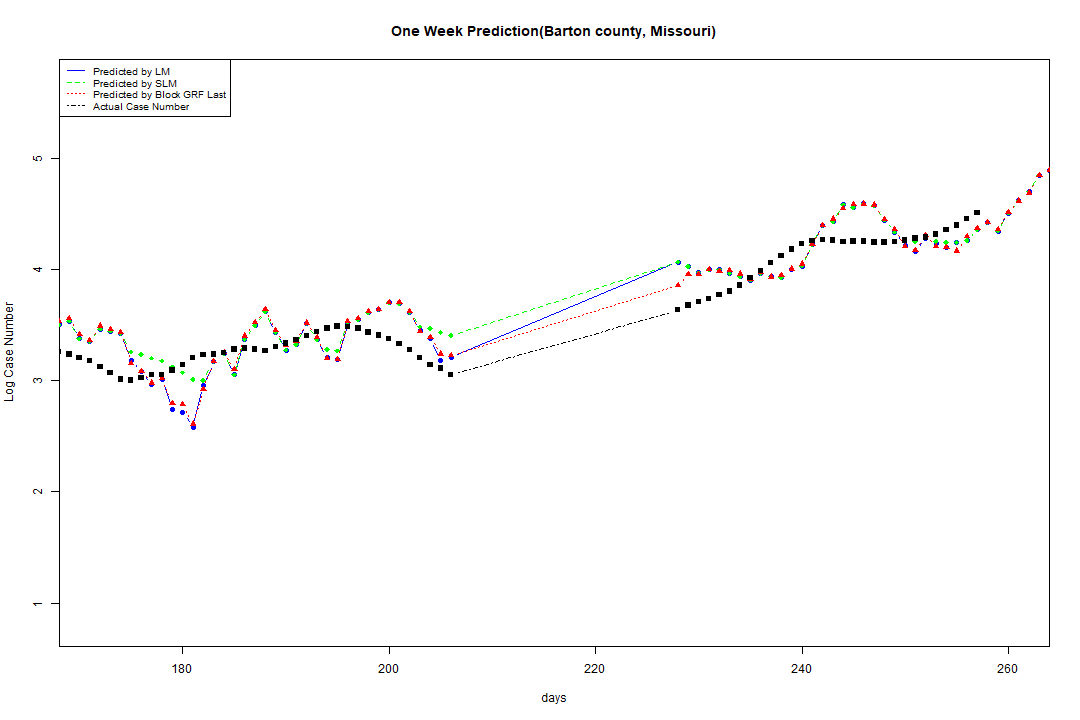 One Week Prediction(Barton county, Missouri)
Predicted by LM
Predicted by SLM
Predicted by Block GRF Last
Actual Case Number
5
4
3
2
1
Log Case Number
180 200 220 240 260
days